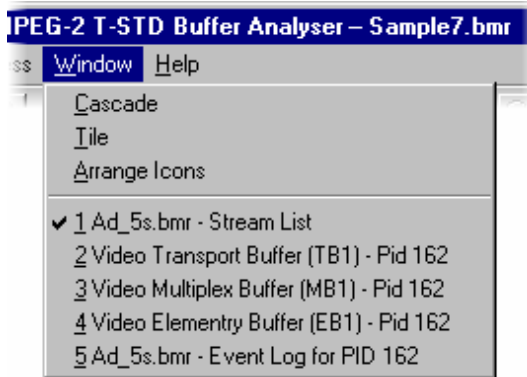 IPEG-2 T-STD Buffer Analyser – Sample7.bmr
ss Window Help
Cascade
Tile
Arrange Icons
✔ 1 Ad_5s.bmr - Stream List
2 Video Transport Buffer (TB1) - Pid 162
3 Video Multiplex Buffer (MB1) - Pid 162
4 Video Elementry Buffer (EB1) - Pid 162
5 Ad_5s.bmr - Event Log for PID 162